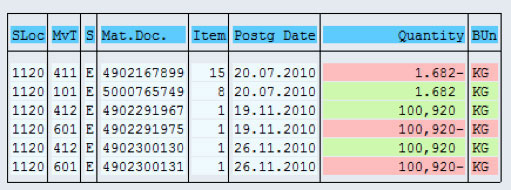 SLoc MvT S Mat.Doc. Item Postg Date Quantity BUn
1120 411 E 4902167899 15 20.07.2010 1.682- KG
1120 101 E 5000765749 8 20.07.2010 1.682 KG
1120 412 E 4902291967 1 19.11.2010 100,920 KG
1120 601 E 4902291975 1 19.11.2010 100,920- KG
1120 412 E 4902300130 1 26.11.2010 100,920 KG
1120 601 E 4902300131 1 26.11.2010 100,920- KG